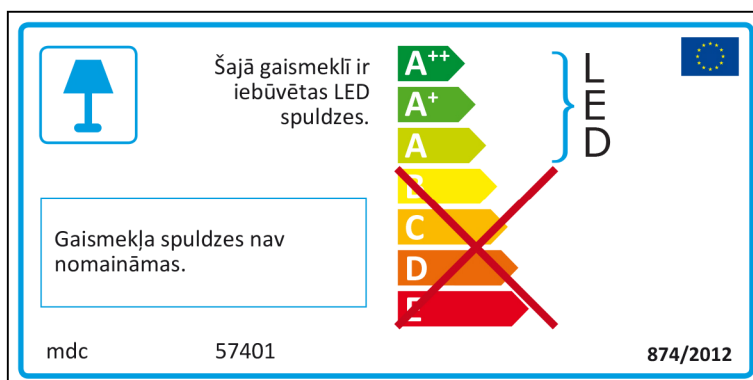 Šajā gaismeklī ir
iebūvētas LED
spuldzes.
A++
A+
A
B
C
D
E
L
E
D
Gaismekļa spuldzes nav
nomaināmas.
mdc 57401
874/2012